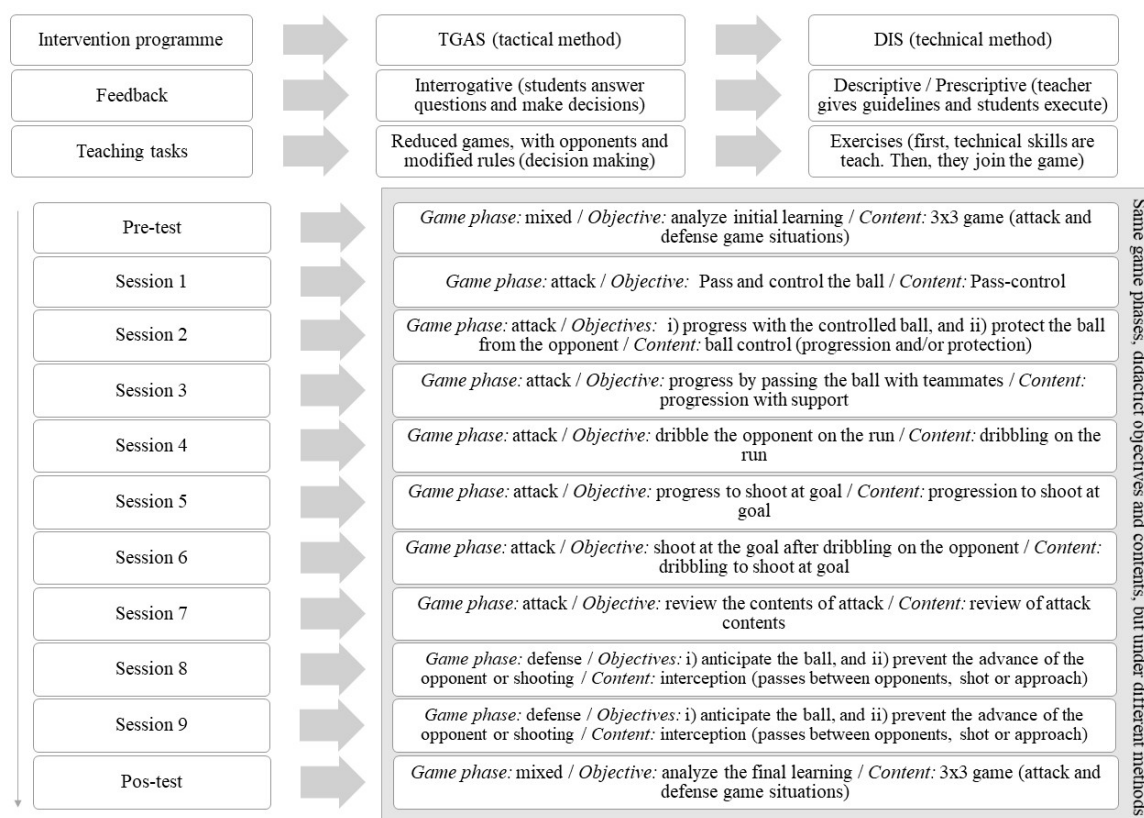 Intervention programme
TGAS (tactical method)
DIS (technical method)
Feedback
Interrogative (students answer
questions and make decisions)
Descriptive / Prescriptive (teacher
gives guidelines and students execute)
Teaching tasks
Reduced games, with opponents and
modified rules (decision making)
Exercises (first, technical skills are
teach. Then, they join the game)
Pre-test
Game phase: mixed / Objective: analyze initial learning / Content: 3x3 game (attack and
defense game situations)
Session 1
Game phase: attack / Objective: Pass and control the ball / Content: Pass-control
Session 2
Game phase: attack / Objectives: i) progress with the controlled ball, and ii) protect the ball
from the opponent / Content: ball control (progression and/or protection)
Session 3
Game phase: attack / Objective: progress by passing the ball with teammates / Content:
progression with support
Session 4
Game phase: attack / Objective: dribble the opponent on the run / Content: dribbling on the
run
Session 5
Game phase: attack / Objective: progress to shoot at goal / Content: progression to shoot at
goal
Session 6
Game phase: attack / Objective: shoot at the goal after dribbling on the opponent / Content:
dribbling to shoot at goal
Session 7
Game phase: attack / Objective: review the contents of attack / Content: review of attack
contents
Session 8
Game phase: defense / Objectives: i) anticipate the ball, and ii) prevent the advance of the
opponent or shooting / Content: interception (passes between opponents, shot or approach)
Session 9
Game phase: defense / Objectives: i) anticipate the ball, and ii) prevent the advance of the
opponent or shooting / Content: interception (passes between opponents, shot or approach)
Pos-test
Game phase: mixed / Objective: analyze the final learning / Content: 3x3 game (attack and
defense game situations)
Same game phases, didactict objectives and contents, but under different methods